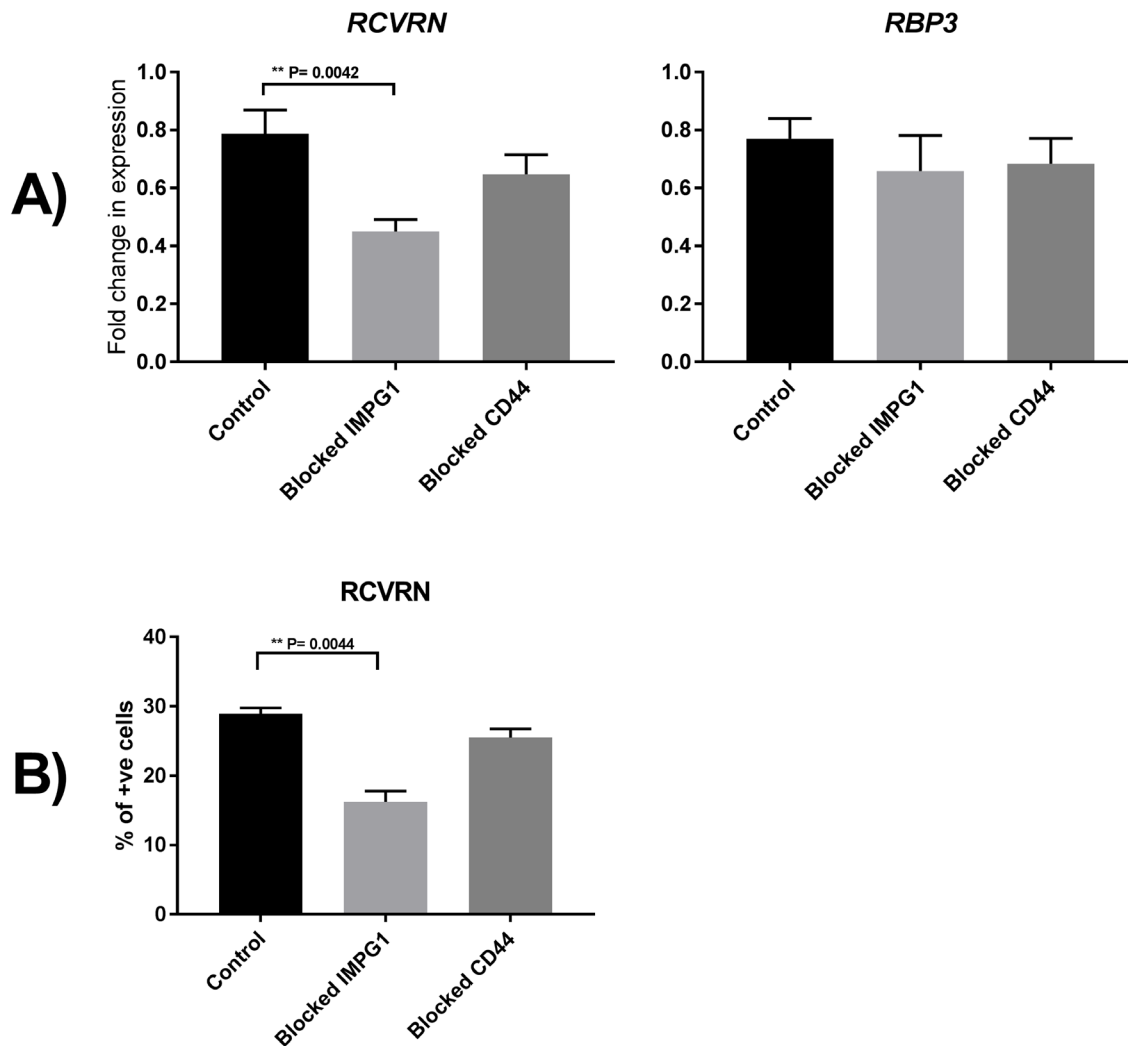 A)
RCVRN
Fold change in expression
1.0
0.8
0.6
0.4
0.2
0.0
** P= 0.0042
Control
Blocked IMPG1
Blocked CD44
RBP3
1.0
0.8
0.6
0.4
0.2
0.0
Control
Blocked IMPG1
Blocked CD44
B)
RCVRN
% of +ve cells
40
30
20
10
0
** P= 0.0044
Control
Blocked IMPG1
Blocked CD44